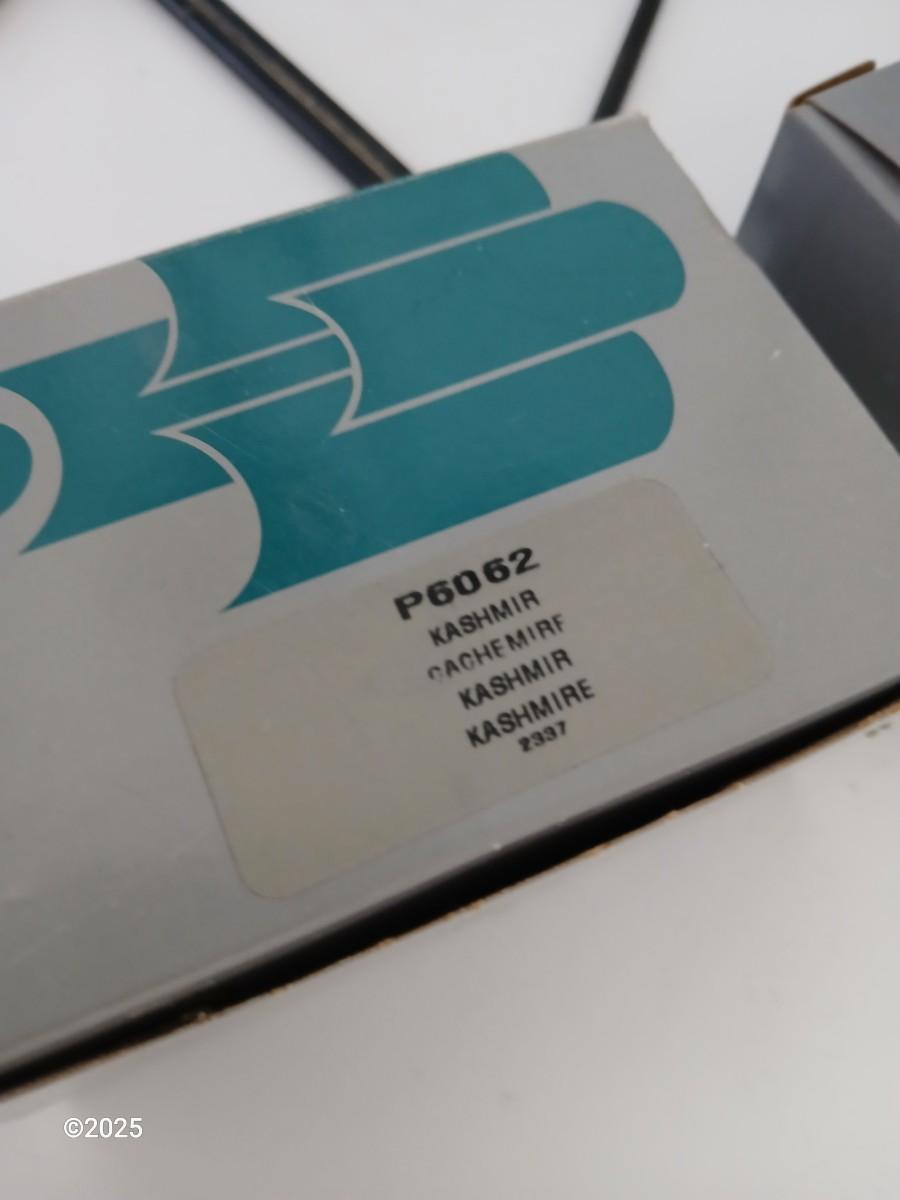 P6062
KASHMIR
CACHEMIRE
KASHMIR
KASHMIRE
2337
©2025